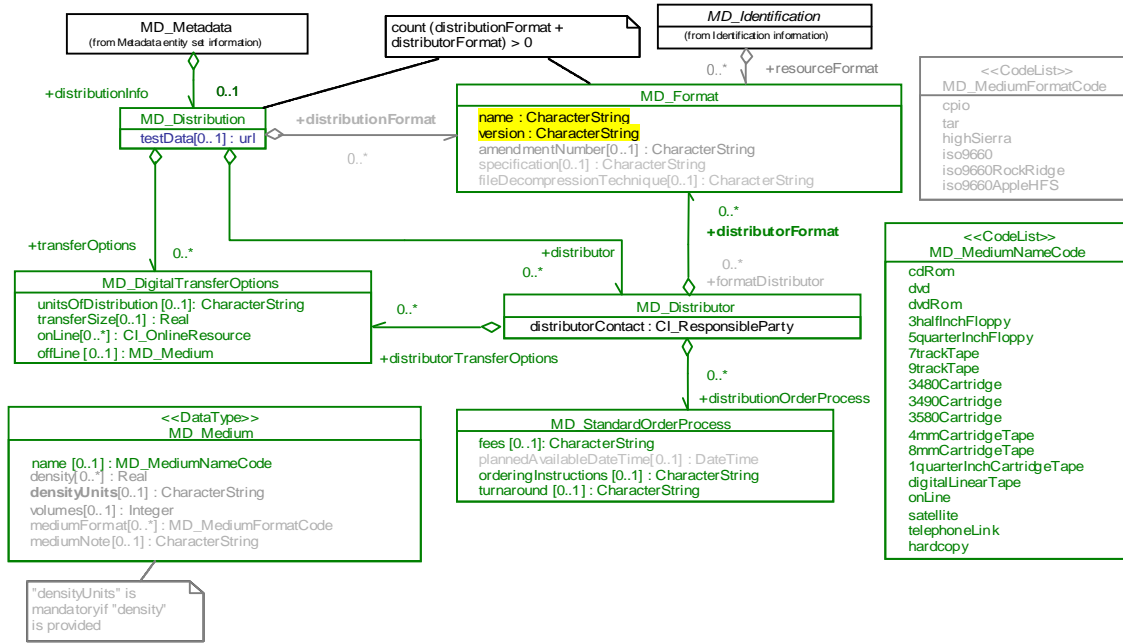 MD_Metadata
(from Metadata entity set information)
count (distributionFormat +
distributorFormat) > 0
MD_Identification
(from Identification information)
+distributionInfo
0..1
0..*
+resourceFormat
MD_Distribution
testData[0..1] : url
+distributionFormat
0..*
MD_Format
name : CharacterString
version : CharacterString
amendmentNumber[0..1] : CharacterString
specification[0..1] : CharacterString
fileDecompressionTechnique[0..1] : CharacterString
<<CodeList>>
MD_MediumFormatCode
cpio
tar
highSierra
iso9660
iso9660RockRidge
iso9660AppleHFS
+transferOptions
0..*
+distributor
0..*
0..*
+distributorFormat
0..*
+formatDistributor
MD_DigitalTransferOptions
unitsOfDistribution [0..1]: CharacterString
transferSize[0..1] : Real
onLine[0..*] : CI_OnlineResource
offLine [0..1] : MD_Medium
0..*
+distributorTransferOptions
MD_Distributor
distributorContact : CI_ResponsibleParty
0..*
+distributionOrderProcess
<<CodeList>>
MD_MediumNameCode
cdRom
dvd
dvdRom
3halfInchFloppy
5quarterInchFloppy
7trackTape
9trackTape
3480Cartridge
3490Cartridge
3580Cartridge
4mmCartridgeTape
8mmCartridgeTape
1quarterInchCartridgeTape
digitalLinearTape
onLine
satellite
telephoneLink
hardcopy
<<DataType>>
MD_Medium
name [0..1] : MD_MediumNameCode
density[0..*] : Real
densityUnits[0..1] : CharacterString
volumes[0..1] : Integer
mediumFormat[0..*] : MD_MediumFormatCode
mediumNote[0..1] : CharacterString
MD_StandardOrderProcess
fees [0..1]: CharacterString
plannedAvailableDateTime[0..1] : DateTime
orderingInstructions [0..1] : CharacterString
turnaround [0..1] : CharacterString
"densityUnits" is
mandatory if "density"
is provided